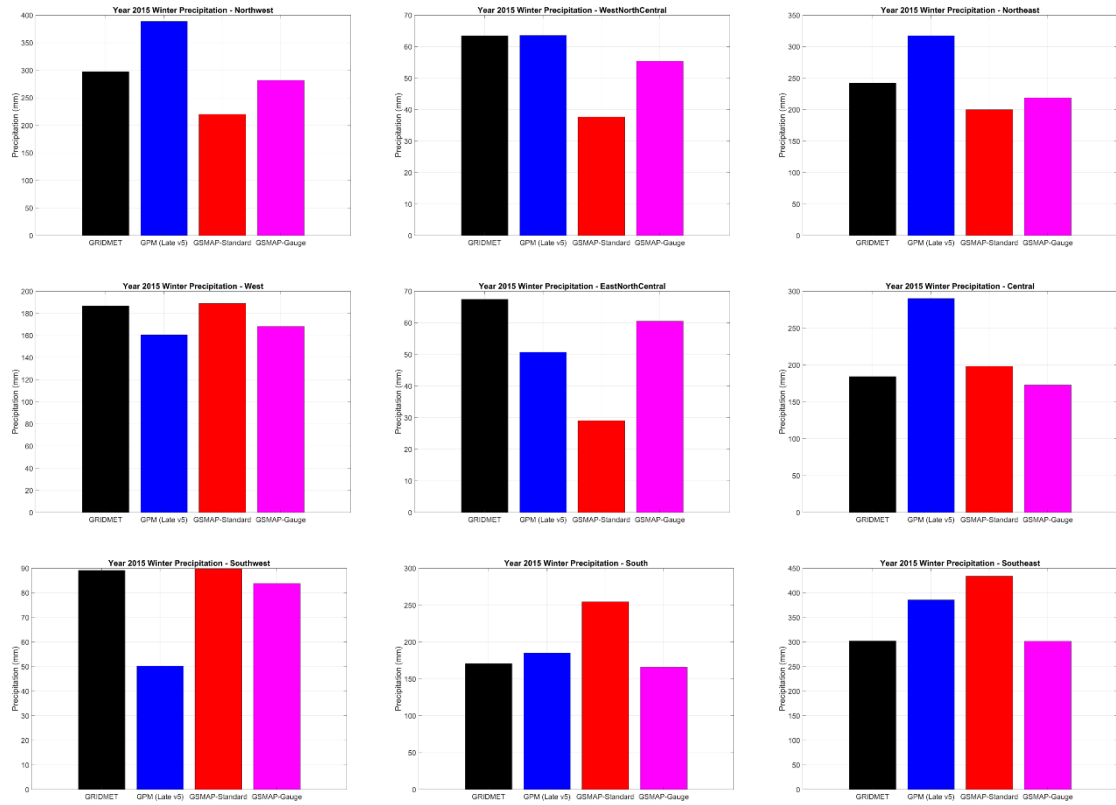 Year 2015 Winter Precipitation - Northwest
Precipitation (mm)
400
350
300
250
200
150
100
50
0
GRIDMET GPM (Late v5) GSMAP-Standard GSMAP-Gauge
Year 2015 Winter Precipitation - WestNorthCentral
Precipitation (mm)
70
60
50
40
30
20
10
0
GRIDMET GPM (Late v5) GSMAP-Standard GSMAP-Gauge
Year 2015 Winter Precipitation - Northeast
Precipitation (mm)
350
300
250
200
150
100
50
0
GRIDMET GPM (Late v5) GSMAP-Standard GSMAP-Gauge
Year 2015 Winter Precipitation - West
Precipitation (mm)
200
180
160
140
120
100
80
60
40
20
0
GRIDMET GPM (Late v5) GSMAP-Standard GSMAP-Gauge
Year 2015 Winter Precipitation - EastNorthCentral
Precipitation (mm)
70
60
50
40
30
20
10
0
GRIDMET GPM (Late v5) GSMAP-Standard GSMAP-Gauge
Year 2015 Winter Precipitation - Central
Precipitation (mm)
300
250
200
150
100
50
0
GRIDMET GPM (Late v5) GSMAP-Standard GSMAP-Gauge
Year 2015 Winter Precipitation - Southwest
Precipitation (mm)
90
80
70
60
50
40
30
20
10
0
GRIDMET GPM (Late v5) GSMAP-Standard GSMAP-Gauge
Year 2015 Winter Precipitation - South
Precipitation (mm)
300
250
200
150
100
50
0
GRIDMET GPM (Late v5) GSMAP-Standard GSMAP-Gauge
Year 2015 Winter Precipitation - Southeast
Precipitation (mm)
450
400
350
300
250
200
150
100
50
0
GRIDMET GPM (Late v5) GSMAP-Standard GSMAP-Gauge